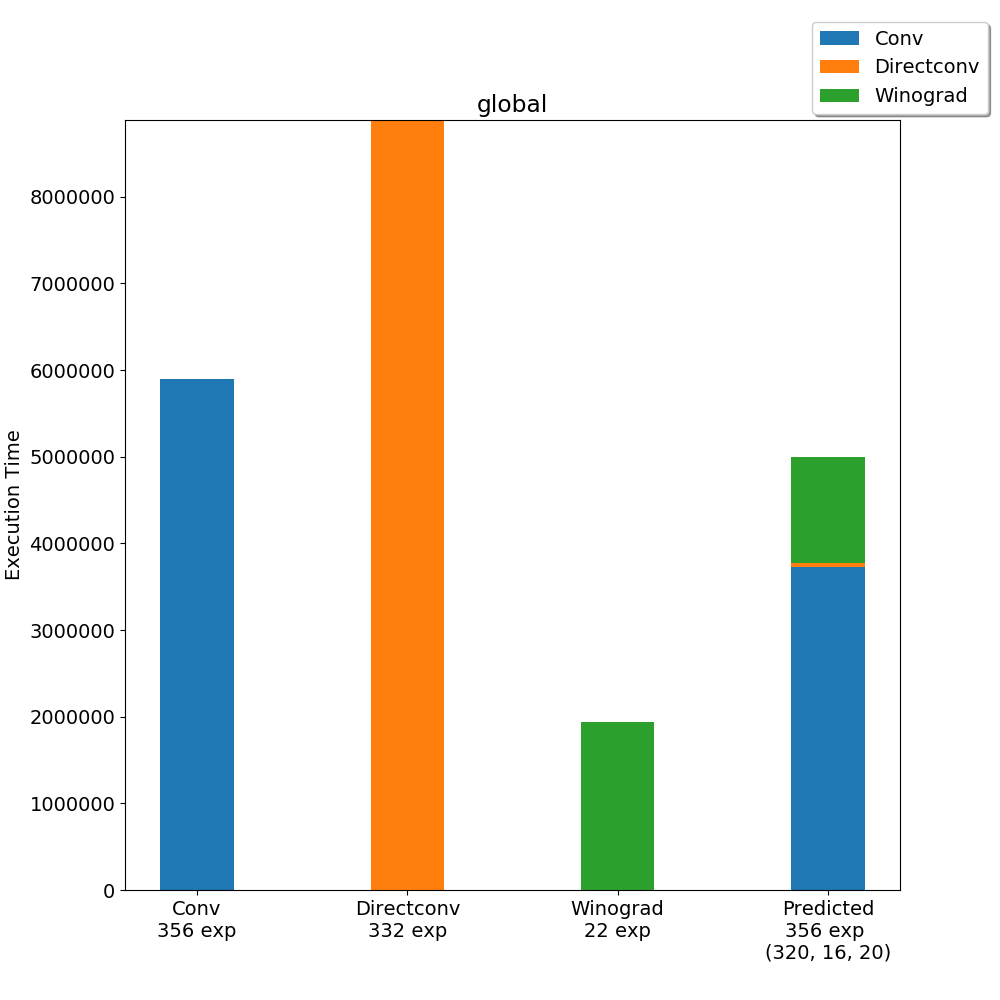 Conv
Directconv
Winograd
global
8000000
7000000
6000000
5000000
4000000
3000000
2000000
1000000
0
Execution Time
Conv
356 exp
Directconv
332 exp
Winograd
22 exp
Predicted
356 exp
(320, 16, 20)